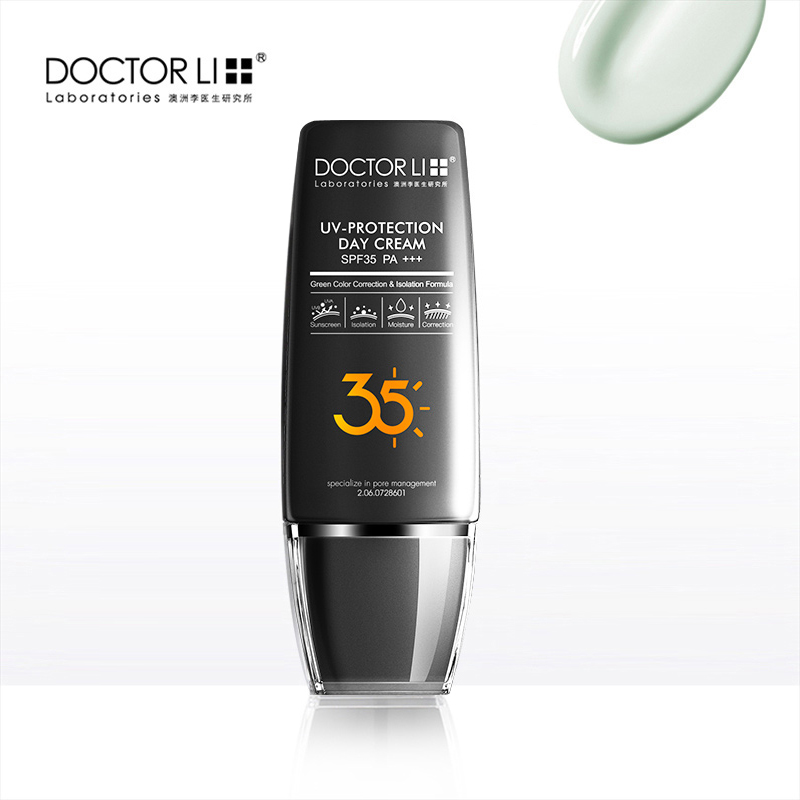 DOCTOR LI ®
Laboratories 澳洲李医生研究所
DOCTOR LI ®
Laboratories 澳洲李医生研究所
UV-PROTECTION
DAY CREAM
SPF35 PA +++
Green Color Correction & Isolation Formula
UVB UVA
Sunscreen Isolation Moisture Correction
35
specialize in pore management
2.06.0728601